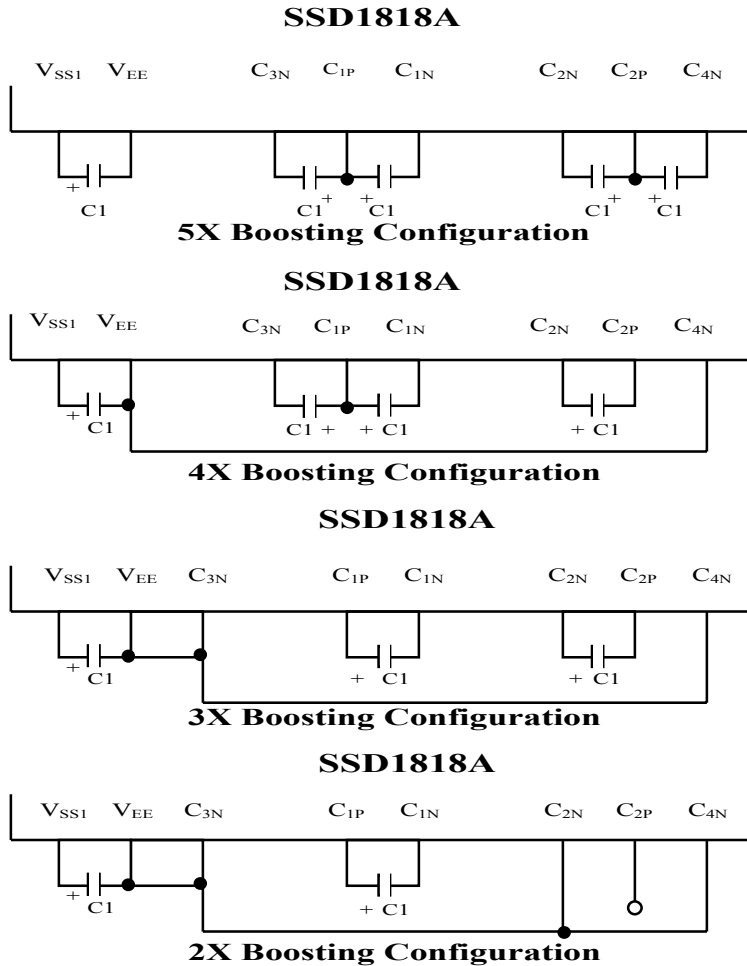 SSD1818A
VSS1 VEE C3N C1P C1N C2N C2P C4N
+ + + + +
C1 C1 C1 C1 C1
5X Boosting Configuration
SSD1818A
VSS1 VEE C3N C1P C1N C2N C2P C4N
+ C1 C1 + + C1 + C1
4X Boosting Configuration
SSD1818A
VSS1 VEE C3N C1P C1N C2N C2P C4N
+ C1 + C1 + C1
3X Boosting Configuration
SSD1818A
VSS1 VEE C3N C1P C1N C2N C2P C4N
+ C1 + C1
2X Boosting Configuration